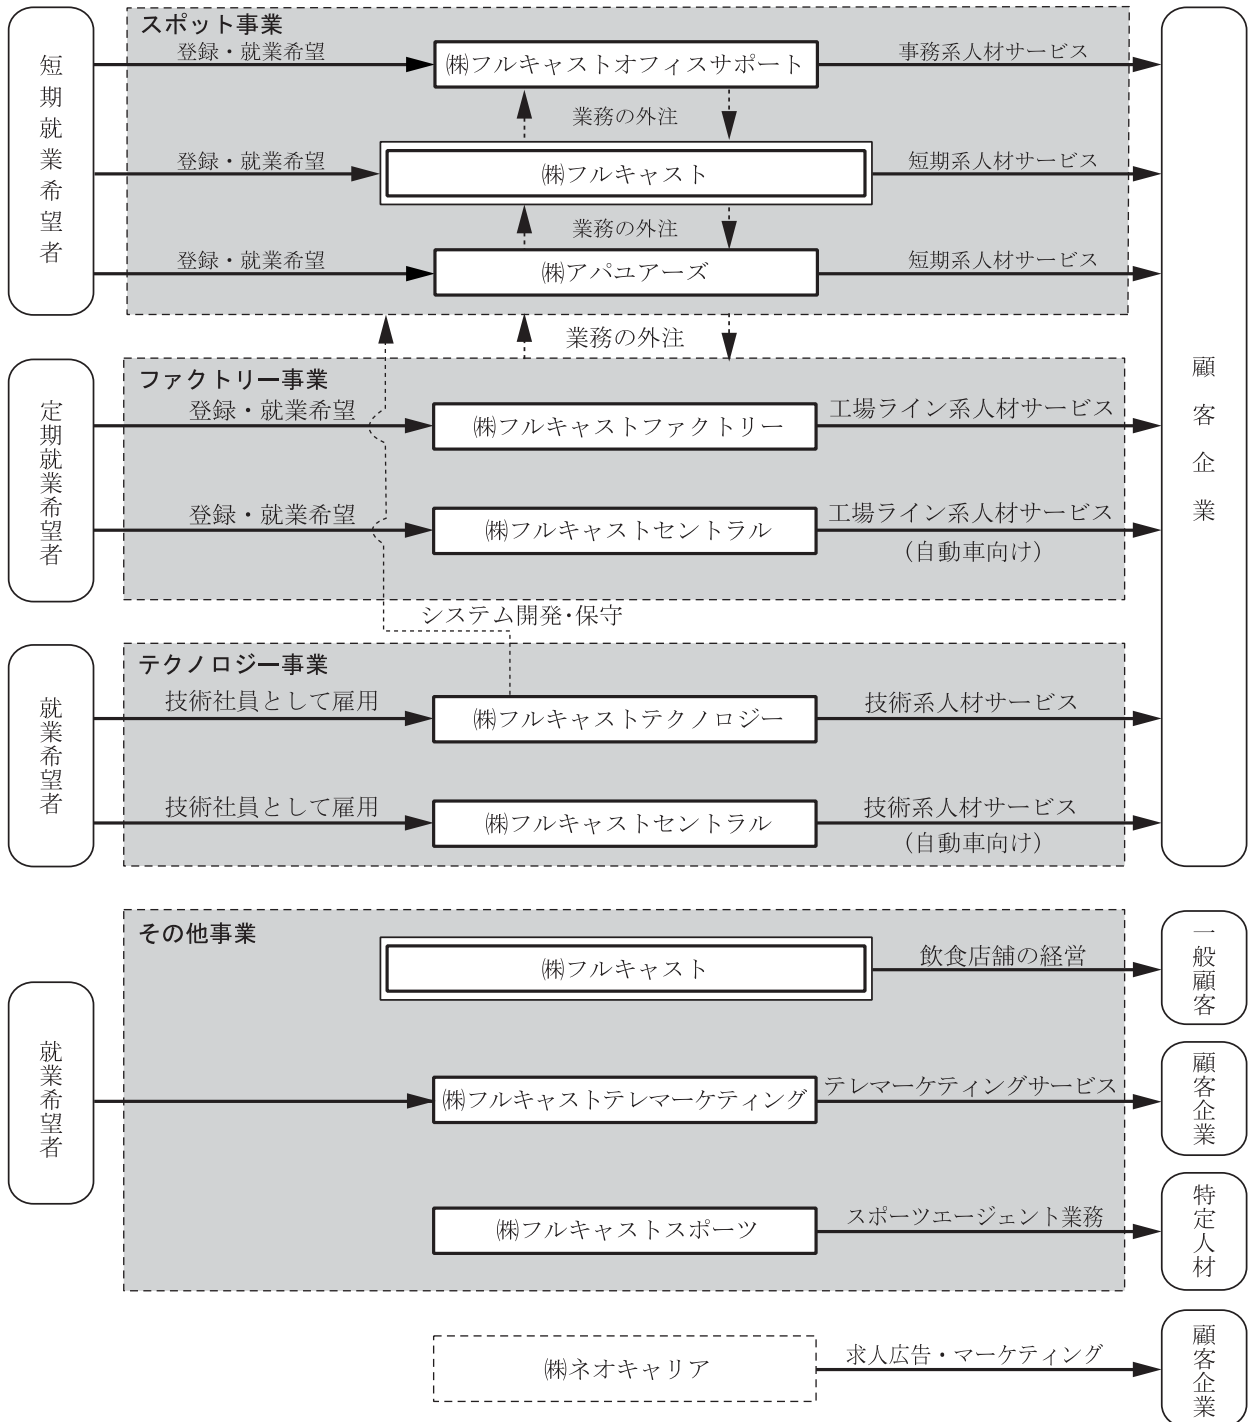 短期就業希望者
スポット事業
登録・就業希望
㈱フルキャストオフィスサポート
事務系人材サービス
業務の外注
登録・就業希望
㈱フルキャスト
短期系人材サービス
業務の外注
登録・就業希望
㈱アパユアーズ
短期系人材サービス
顧客企業
業務の外注
定期就業希望者
ファクトリー事業
登録・就業希望
㈱フルキャストファクトリー
工場ライン系人材サービス
登録・就業希望
㈱フルキャストセントラル
工場ライン系人材サービス
（自動車向け）
システム開発・保守
就業希望者
テクノロジー事業
技術社員として雇用
㈱フルキャストテクノロジー
技術系人材サービス
技術社員として雇用
㈱フルキャストセントラル
技術系人材サービス
（自動車向け）
就業希望者
その他事業
㈱フルキャスト
飲食店舗の経営
一般顧客
㈱フルキャストテレマーケティング
テレマーケティングサービス
顧客企業
㈱フルキャストスポーツ
スポーツエージェント業務
特定人材
㈱ネオキャリア
求人広告・マーケティング
顧客企業